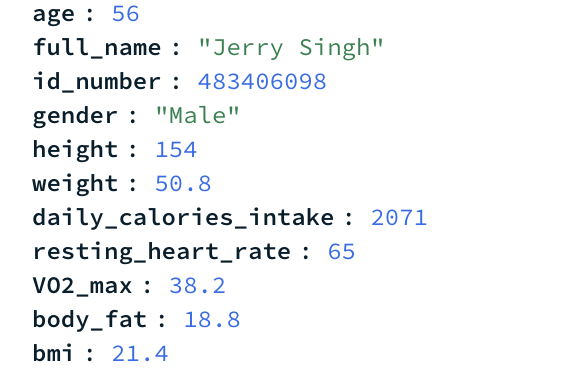 age : 56
full_name : "Jerry Singh"
id_number : 483406098
gender : "Male"
height : 154
weight : 50.8
daily_calories_intake : 2071
resting_heart_rate : 65
VO2_max : 38.2
body_fat : 18.8
bmi : 21.4